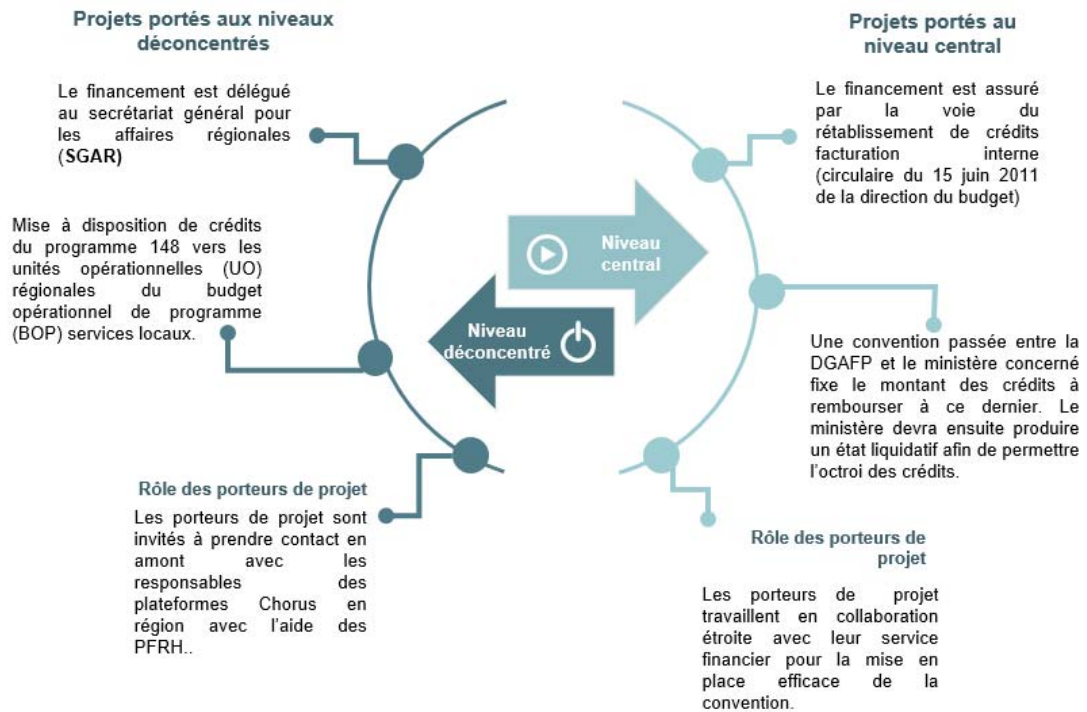 Projets portés aux niveaux
déconcentrés
Le financement est délégué
au secrétariat général pour
les affaires régionales
(SGAR)
Mise à disposition de crédits
du programme 148 vers les
unités opérationnelles (UO)
régionales du budget
opérationnel de programme
(BOP) services locaux.
Rôle des porteurs de projet
Les porteurs de projet sont
invités à prendre contact en
amont avec les
responsables des
plateformes Chorus en
région avec l'aide des
PFRH..
Niveau
central
Niveau
déconcentré
Projets portés au
niveau central
Le financement est assuré
par la voie du
rétablissement de crédits
facturation interne
(circulaire du 15 juin 2011
de la direction du budget)
Une convention passée entre la
DGAFP et le ministère concerné
fixe le montant des crédits à
rembourser à ce dernier. Le
ministère devra ensuite produire
un état liquidatif afin de permettre
l'octroi des crédits.
Rôle des porteurs de
projet
Les porteurs de projet
travaillent en collaboration
étroite avec leur service
financier pour la mise en
place efficace de la
convention.